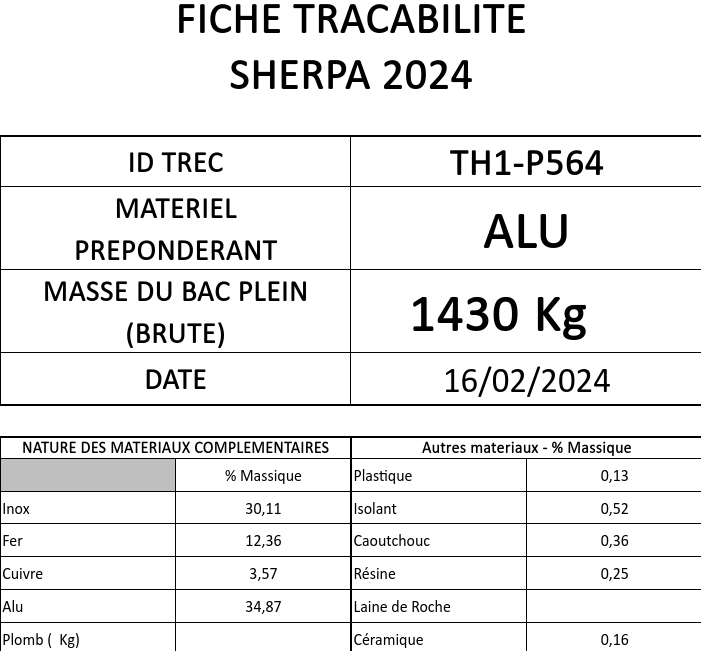 FICHE TRACABILITE
SHERPA 2024
ID TREC TH1-P564
MATERIEL
PREPONDERANT ALU
MASSE DU BAC PLEIN
(BRUTE) 1430 Kg
DATE 16/02/2024
NATURE DES MATERIAUX COMPLEMENTAIRES Autres materiaux - % Massique
% Massique Plastique 0,13
Inox 30,11 Isolant 0,52
Fer 12,36 Caoutchouc 0,36
Cuivre 3,57 Résine 0,25
Alu 34,87 Laine de Roche
Plomb ( Kg) Céramique 0,16